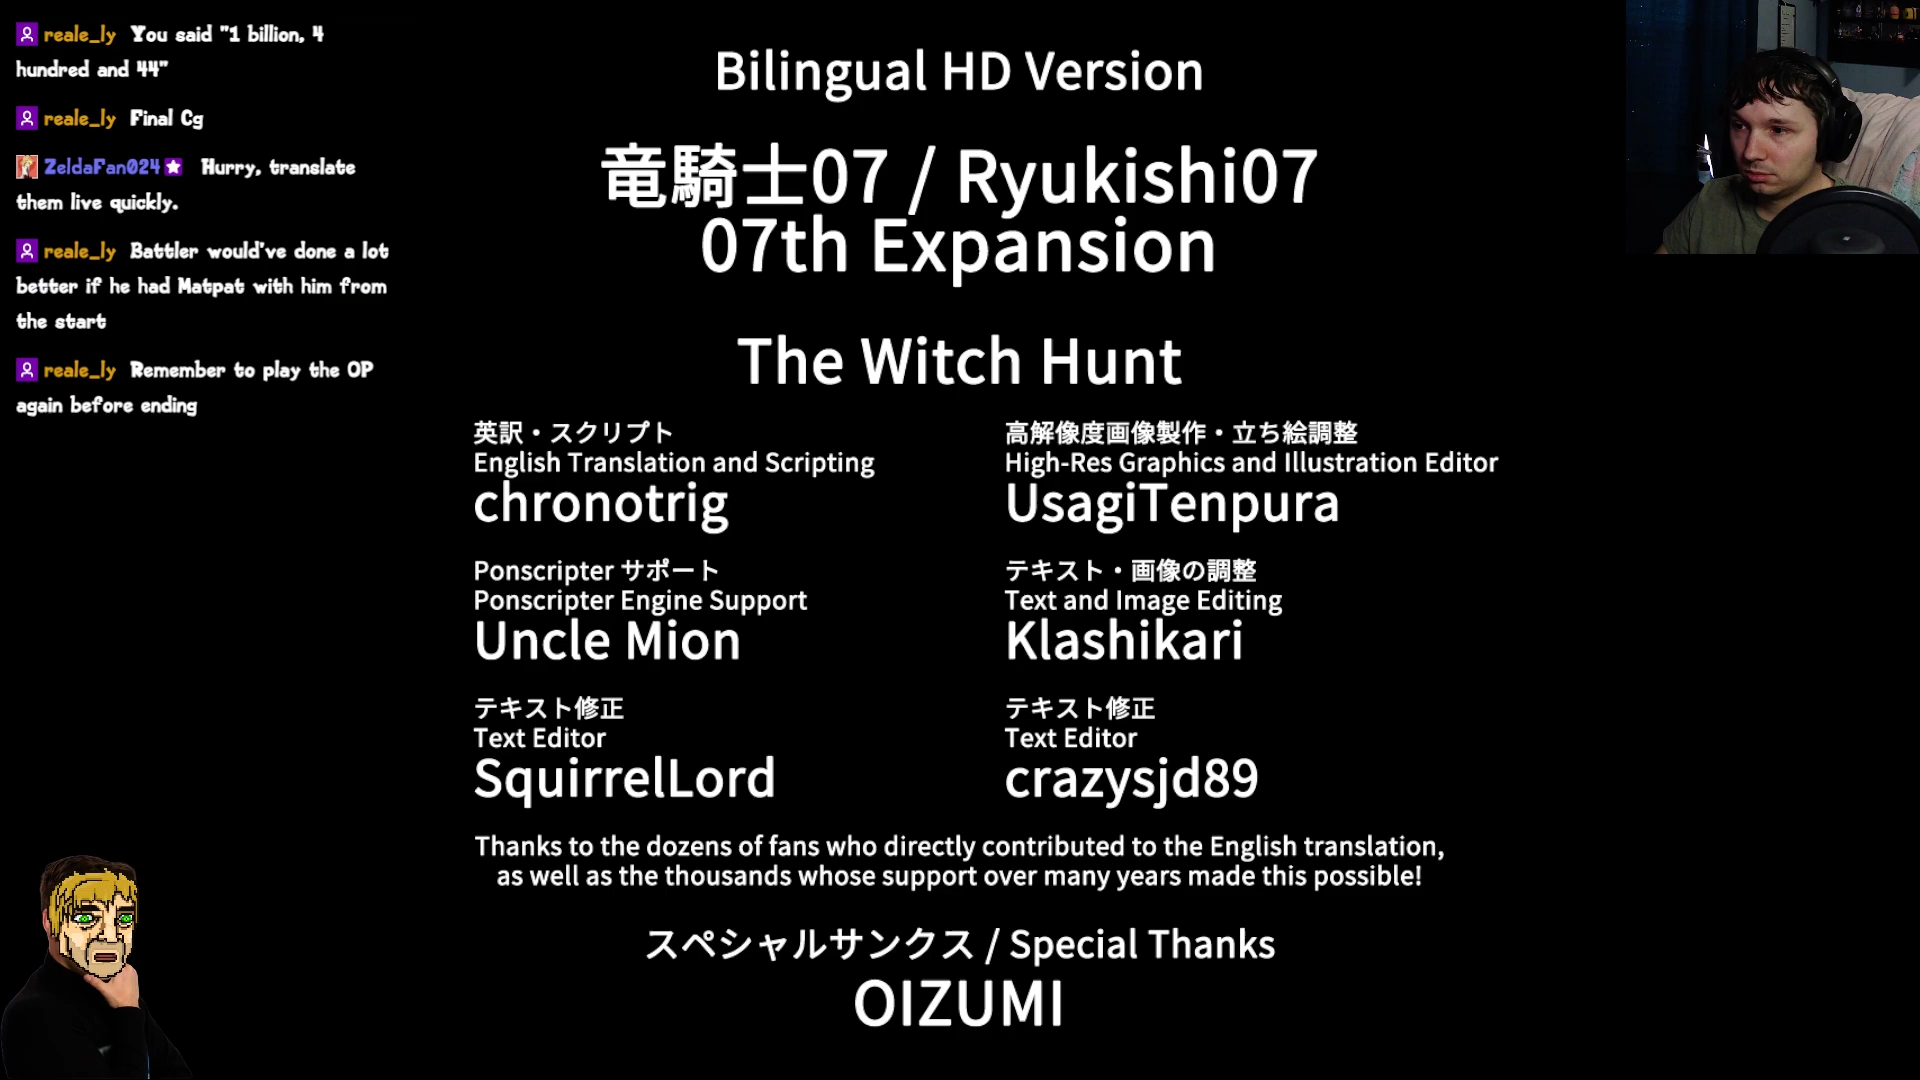 reale_ly You said "1 billion, 4
hundred and 44"
reale_ly Final Cg
ZeldaFan024 Hurry, translate
them live quickly.
reale_ly Battler would've done a lot
better if he had Matpat with him from
the start
reale_ly Remember to play the OP
again before ending
Bilingual HD Version
竜騎士07 / Ryukishi07
07th Expansion
The Witch Hunt
英訳・スクリプト
English Translation and Scripting
chronotrig
高解像度画像製作・立ち絵調整
High-Res Graphics and Illustration Editor
UsagiTenpura
Ponscripter サポート
Ponscripter Engine Support
Uncle Mion
テキスト・画像の調整
Text and Image Editing
Klashikari
テキスト修正
Text Editor
SquirrelLord
テキスト修正
Text Editor
crazysjd89
Thanks to the dozens of fans who directly contributed to the English translation,
as well as the thousands whose support over many years made this possible!
スペシャルサンクス / Special Thanks
OIZUMI